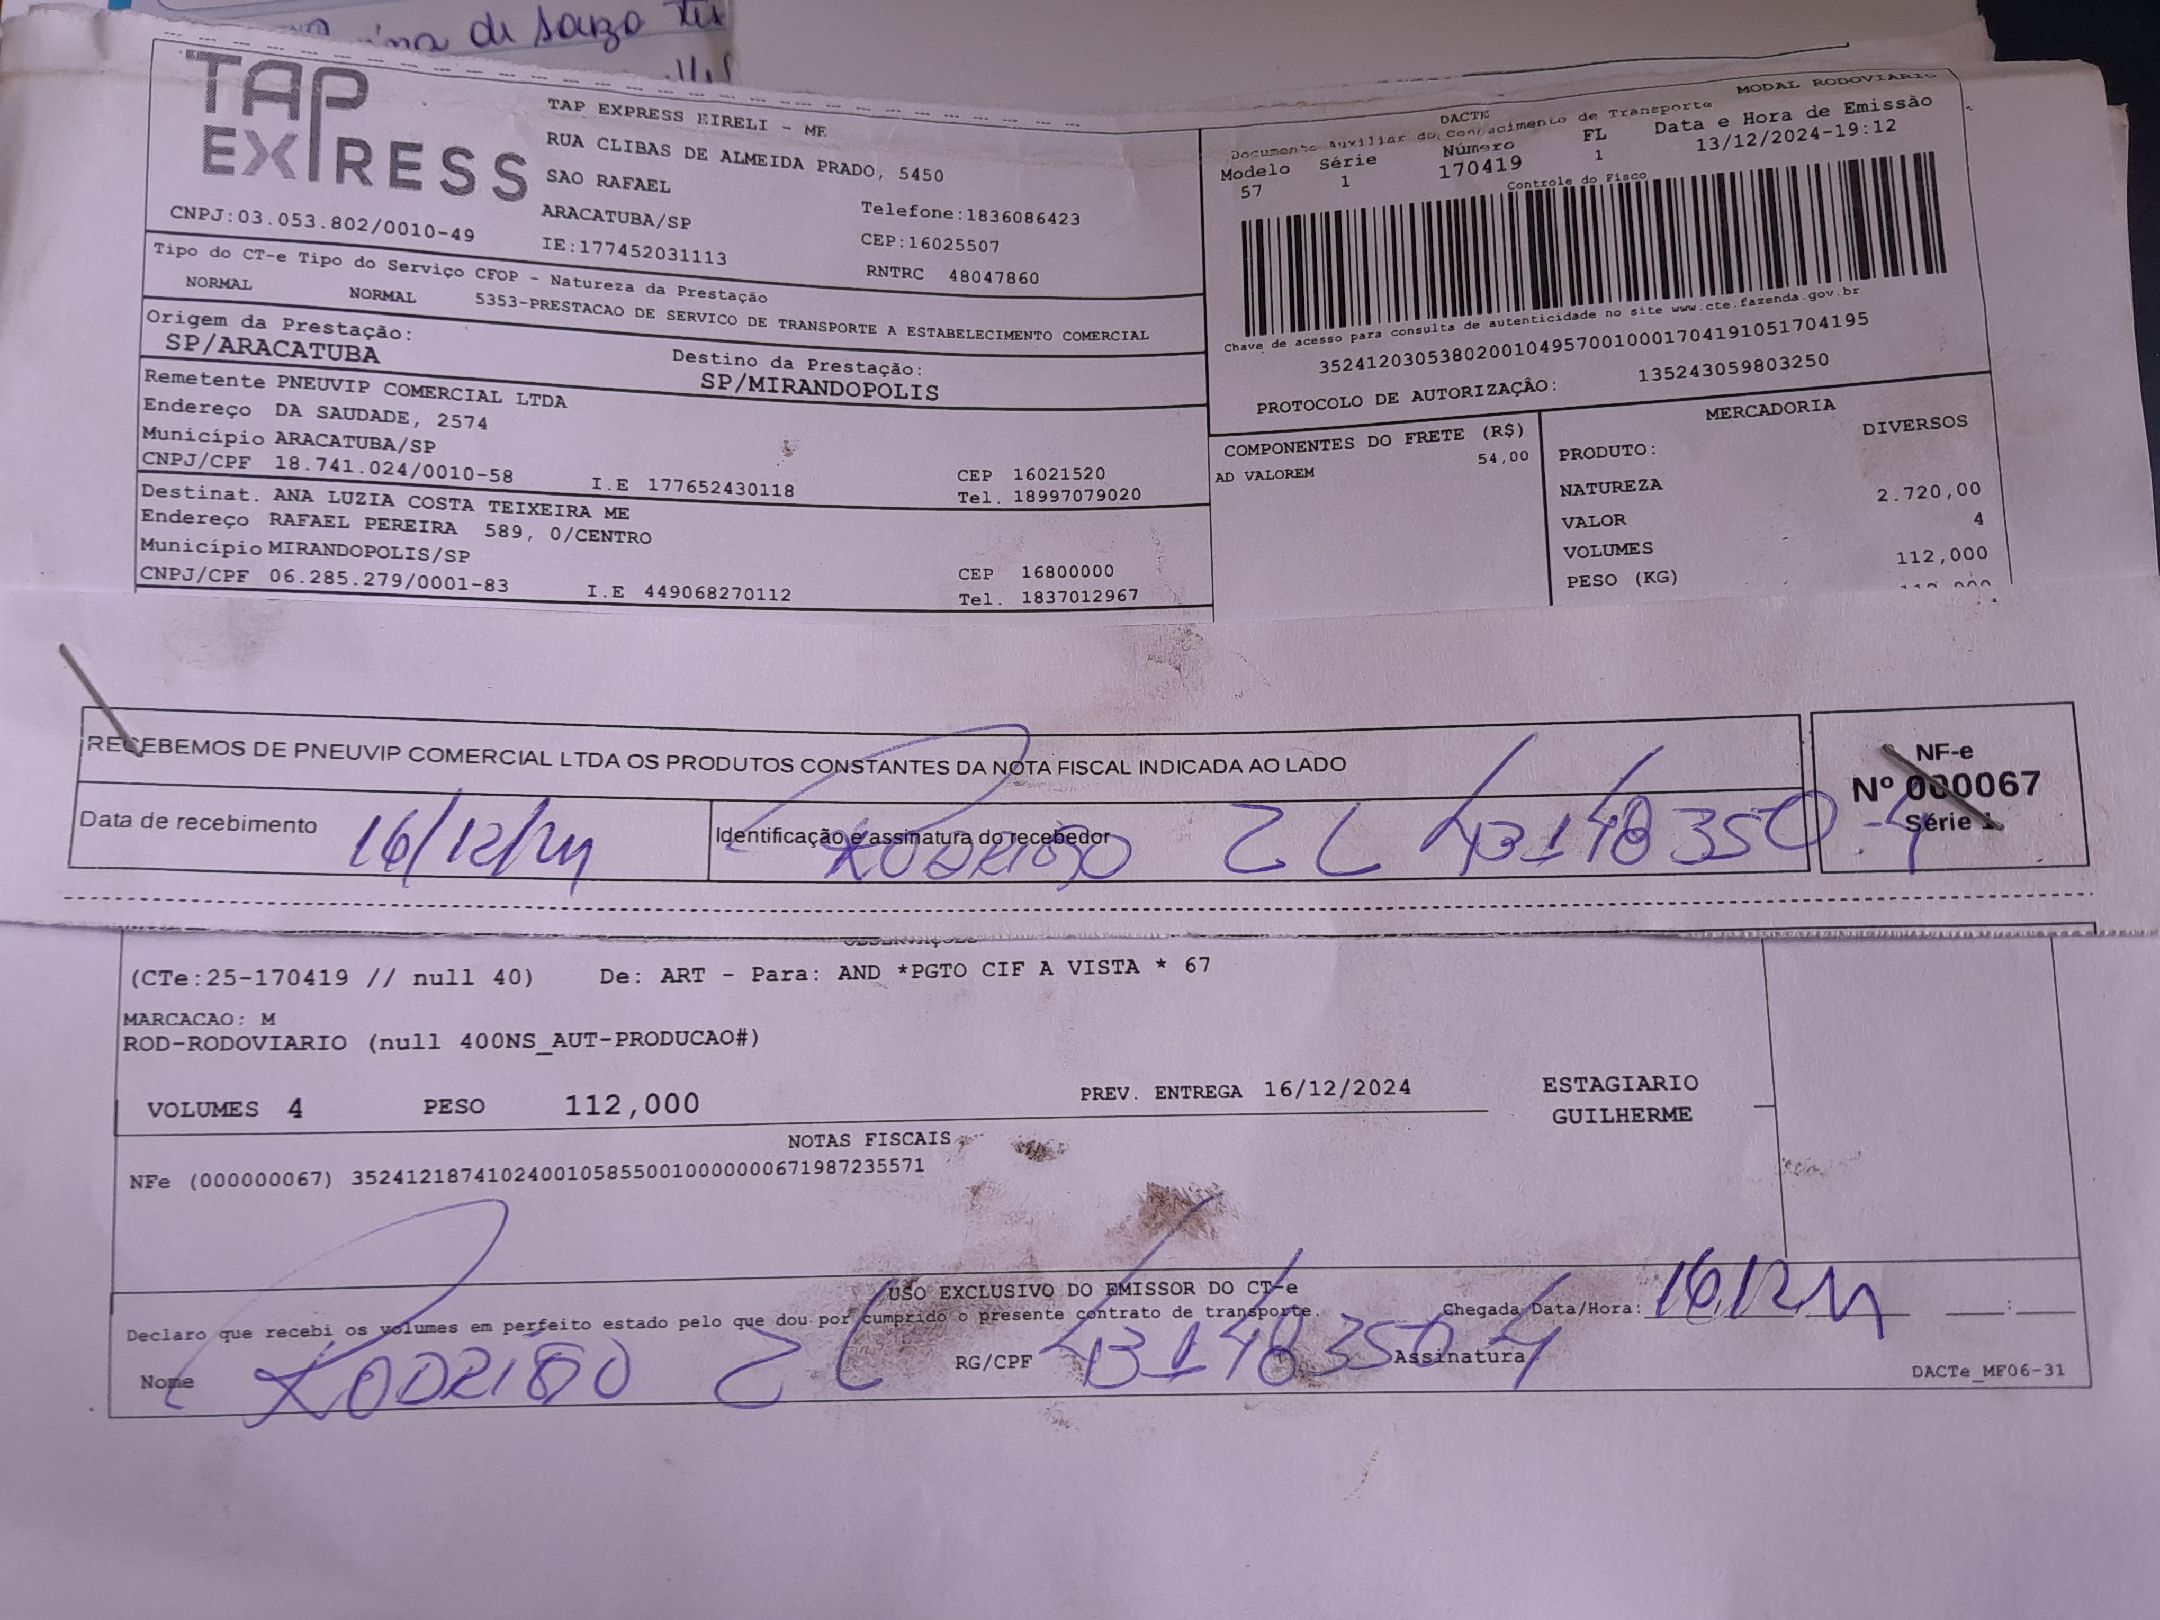 de souza
TAP
EXPRESS
TAP EXPRESS EIRELI - ME
RUA CLIBAS DE ALMEIDA PRADO, 5450
SAO RAFAEL
ARACATUBA/SP Telefone:1836086423
CNPJ:03.053.802/0010-49 IE:177452031113 CEP:16025507
RNTRC 48047860
Tipo do CT-e Tipo do Serviço CFOP - Natureza da Prestação
NORMAL NORMAL 5353-PRESTACAO DE SERVICO DE TRANSPORTE A ESTABELECIMENTO COMERCIAL
Origem da Prestação: Destino da Prestação:
SP/ARACATUBA SP/MIRANDOPOLIS
Remetente PNEUVIP COMERCIAL LTDA
Endereço DA SAUDADE, 2574
Município ARACATUBA/SP CEP 16021520
CNPJ/CPF 18.741.024/0010-58 I.E 177652430118 Tel. 18997079020
Destinat. ANA LUZIA COSTA TEIXEIRA ME
Endereço RAFAEL PEREIRA 589, 0/CENTRO
Município MIRANDOPOLIS/SP CEP 16800000
CNPJ/CPF 06.285.279/0001-83 I.E 449068270112 Tel. 1837012967
DACTE MODAL RODOVIARIO
Documento Auxiliar do Conhecimento de Transporte
Modelo Série Número FL Data e Hora de Emissão
57 1 170419 1 13/12/2024-19:12
Controle do Fisco
Chave de acesso para consulta de autenticidade no site www.cte.fazenda.gov.br
35241203053802001049570010001704191051704195
PROTOCOLO DE AUTORIZAÇÃO: 135243059803250
COMPONENTES DO FRETE (R$)
AD VALOREM 54,00
MERCADORIA
PRODUTO: DIVERSOS
NATUREZA
VALOR 2.720,00
VOLUMES 4
PESO (KG) 112,000
RECEBEMOS DE PNEUVIP COMERCIAL LTDA OS PRODUTOS CONSTANTES DA NOTA FISCAL INDICADA AO LADO
NF-e
Nº 000067
Série 1
Data de recebimento 16/12/24 Identificação e assinatura do recebedor RODRIGO 43148350-4
OBSERVAÇÕES
(CTe:25-170419 // null 40) De: ART - Para: AND *PGTO CIF A VISTA * 67
MARCACAO: M
ROD-RODOVIARIO (null 400NS_AUT-PRODUCAO#)
VOLUMES 4 PESO 112,000 PREV. ENTREGA 16/12/2024 ESTAGIARIO
GUILHERME
NOTAS FISCAIS
NFe (000000067) 35241218741024001058550010000000671987235571
USO EXCLUSIVO DO EMISSOR DO CT-e
Declaro que recebi os volumes em perfeito estado pelo que dou por cumprido o presente contrato de transporte. Chegada Data/Hora: 16 12 24 :
Nome RODRIGO RG/CPF 43148350-4 Assinatura
DACTe_MF06-31